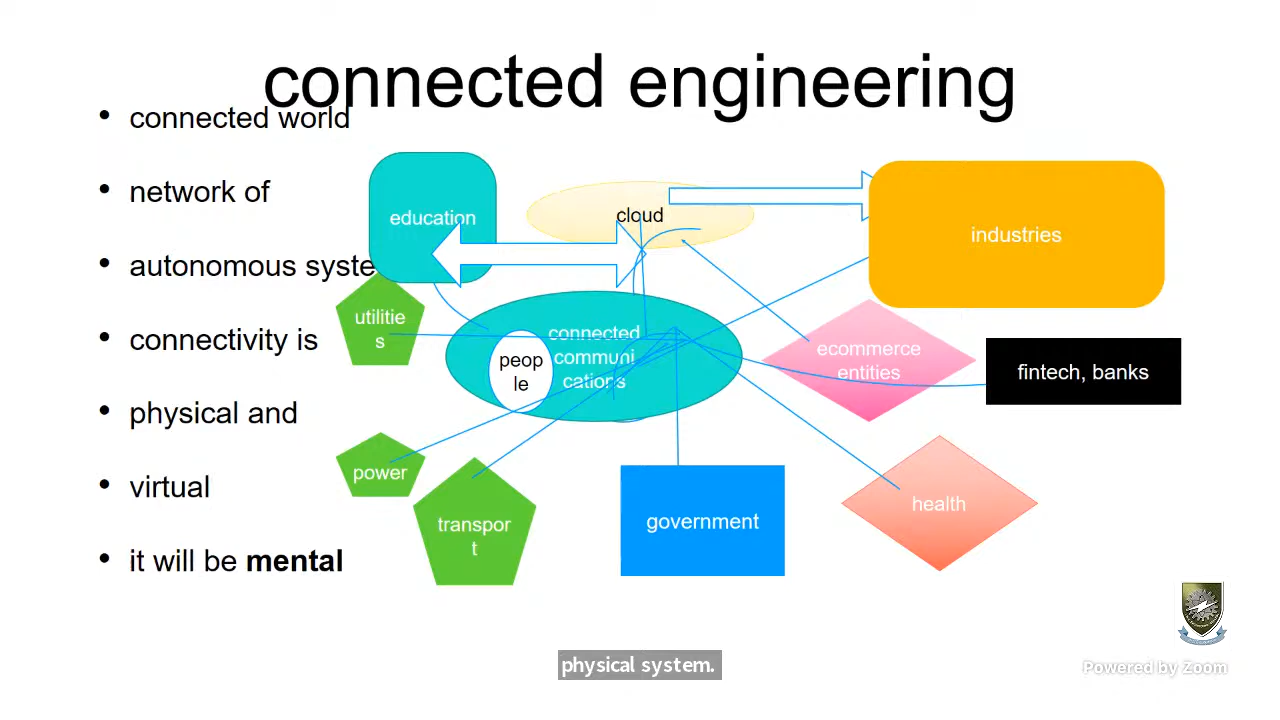 connected engineering
connected world
network of
autonomous syste
connectivity is
physical and
virtual
it will be mental
education
cloud
industries
utilitie
s
connected
communi
cations
peop
le
ecommerce
entities
fintech, banks
power
transpor
t
government
health
physical system.
Powered by Zoom